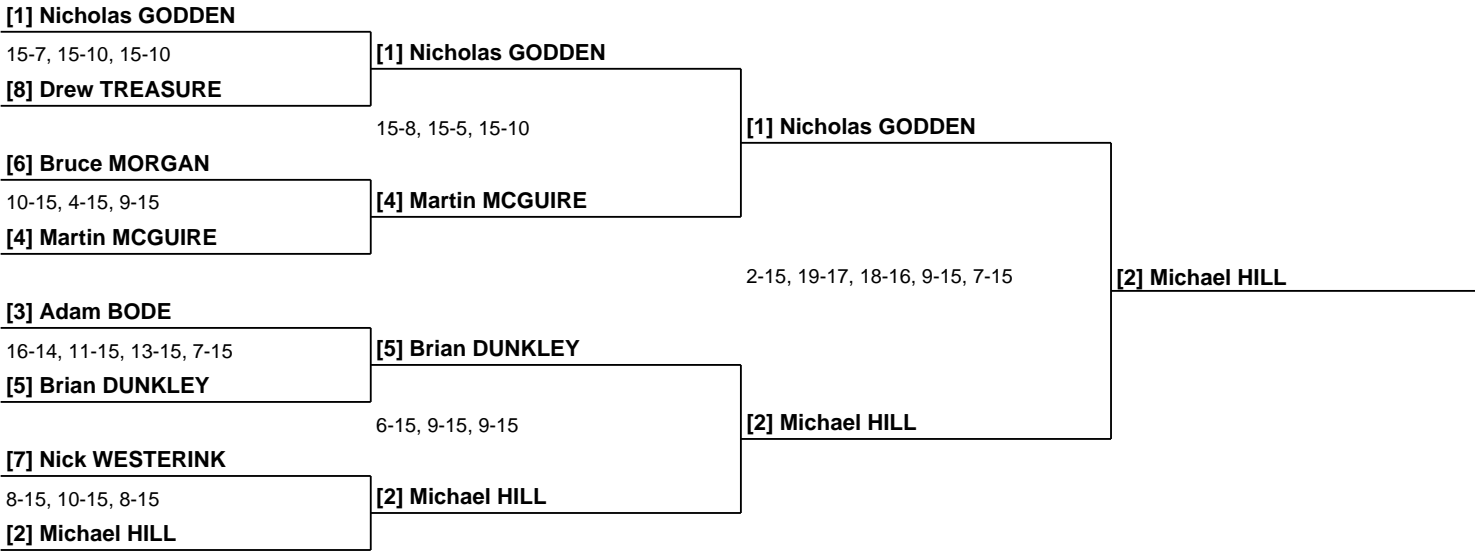 [1] Nicholas GODDEN
15-7, 15-10, 15-10
[1] Nicholas GODDEN
[8] Drew TREASURE
15-8, 15-5, 15-10
[1] Nicholas GODDEN
[6] Bruce MORGAN
10-15, 4-15, 9-15
[4] Martin MCGUIRE
[4] Martin MCGUIRE
2-15, 19-17, 18-16, 9-15, 7-15
[2] Michael HILL
[3] Adam BODE
16-14, 11-15, 13-15, 7-15
[5] Brian DUNKLEY
[5] Brian DUNKLEY
6-15, 9-15, 9-15
[2] Michael HILL
[7] Nick WESTERINK
8-15, 10-15, 8-15
[2] Michael HILL
[2] Michael HILL